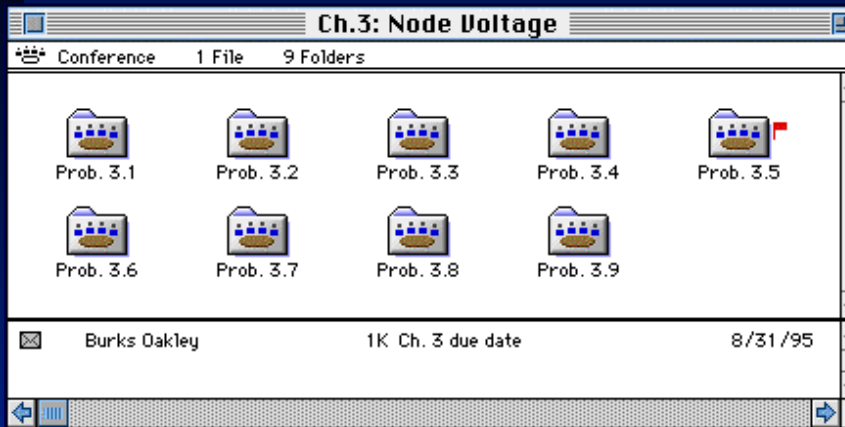 Ch.3: Node Voltage
Conference 1 File 9 Folders
Prob. 3.1 Prob. 3.2 Prob. 3.3 Prob. 3.4 Prob. 3.5
Prob. 3.6 Prob. 3.7 Prob. 3.8 Prob. 3.9
Burks Oakley 1K Ch. 3 due date 8/31/95